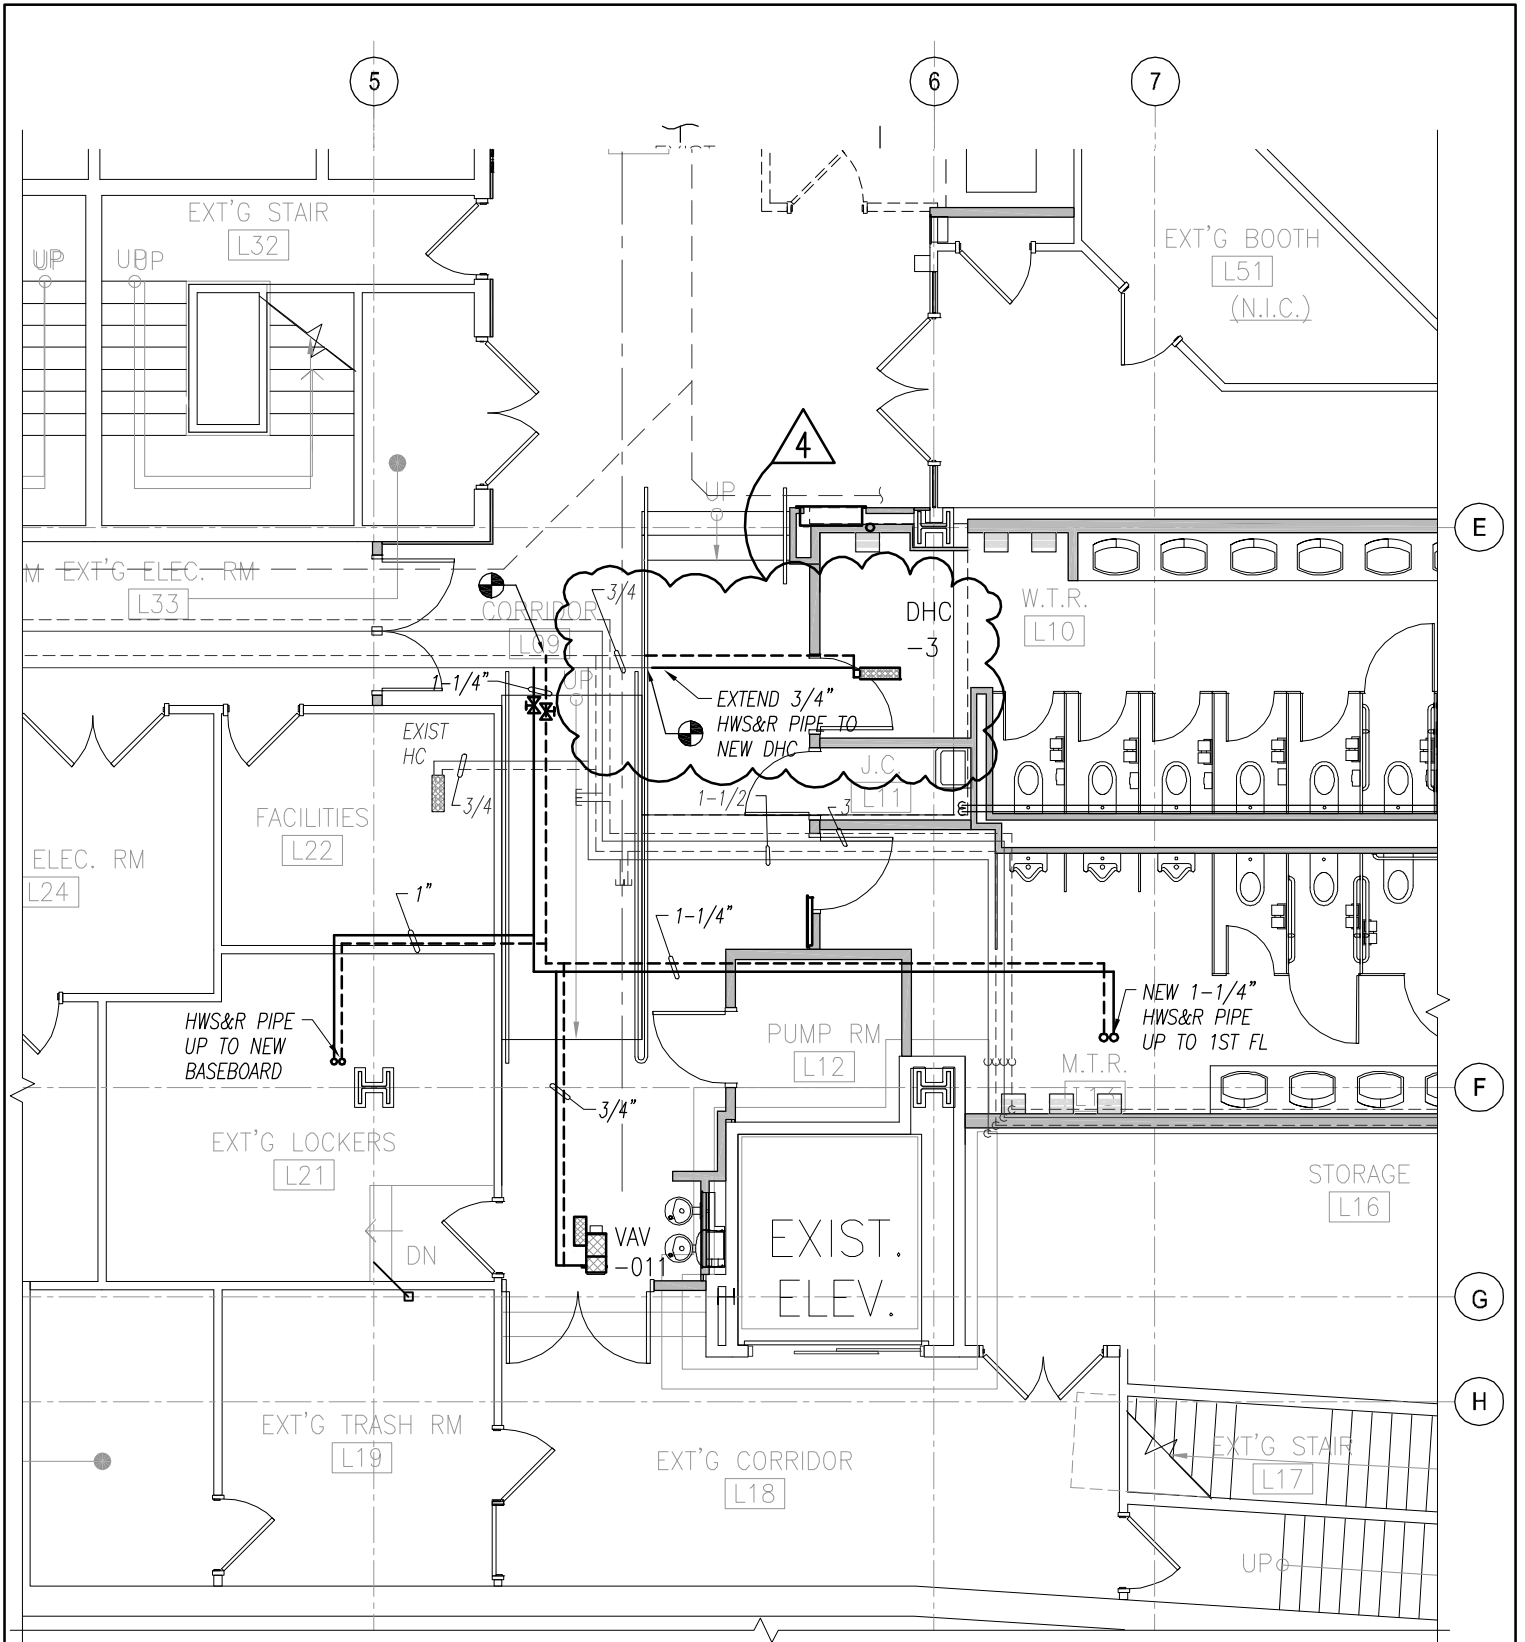 5
6
7
EXT'G STAIR
L32
UP
UP
UP
EXT'G BOOTH
L51
(N.I.C.)
4
UP
E
M
EXT'G ELEC. RM
L33
CORRIDOR
L09
3/4
DHC
-3
W.T.R.
L10
1-1/4"
UP
EXTEND 3/4"
HWS&R PIPE TO
NEW DHC
EXIST
HC
3/4
J.C.
L11
1-1/2
3
FACILITIES
L22
ELEC. RM
L24
1"
1-1/4"
HWS&R PIPE
UP TO NEW
BASEBOARD
PUMP RM
L12
NEW 1-1/4"
HWS&R PIPE
UP TO 1ST FL
M.T.R.
L13
F
3/4"
EXT'G LOCKERS
L21
STORAGE
L16
DN
VAV
-011
EXIST.
ELEV.
G
H
EXT'G TRASH RM
L19
EXT'G CORRIDOR
L18
EXT'G STAIR
L17
UP